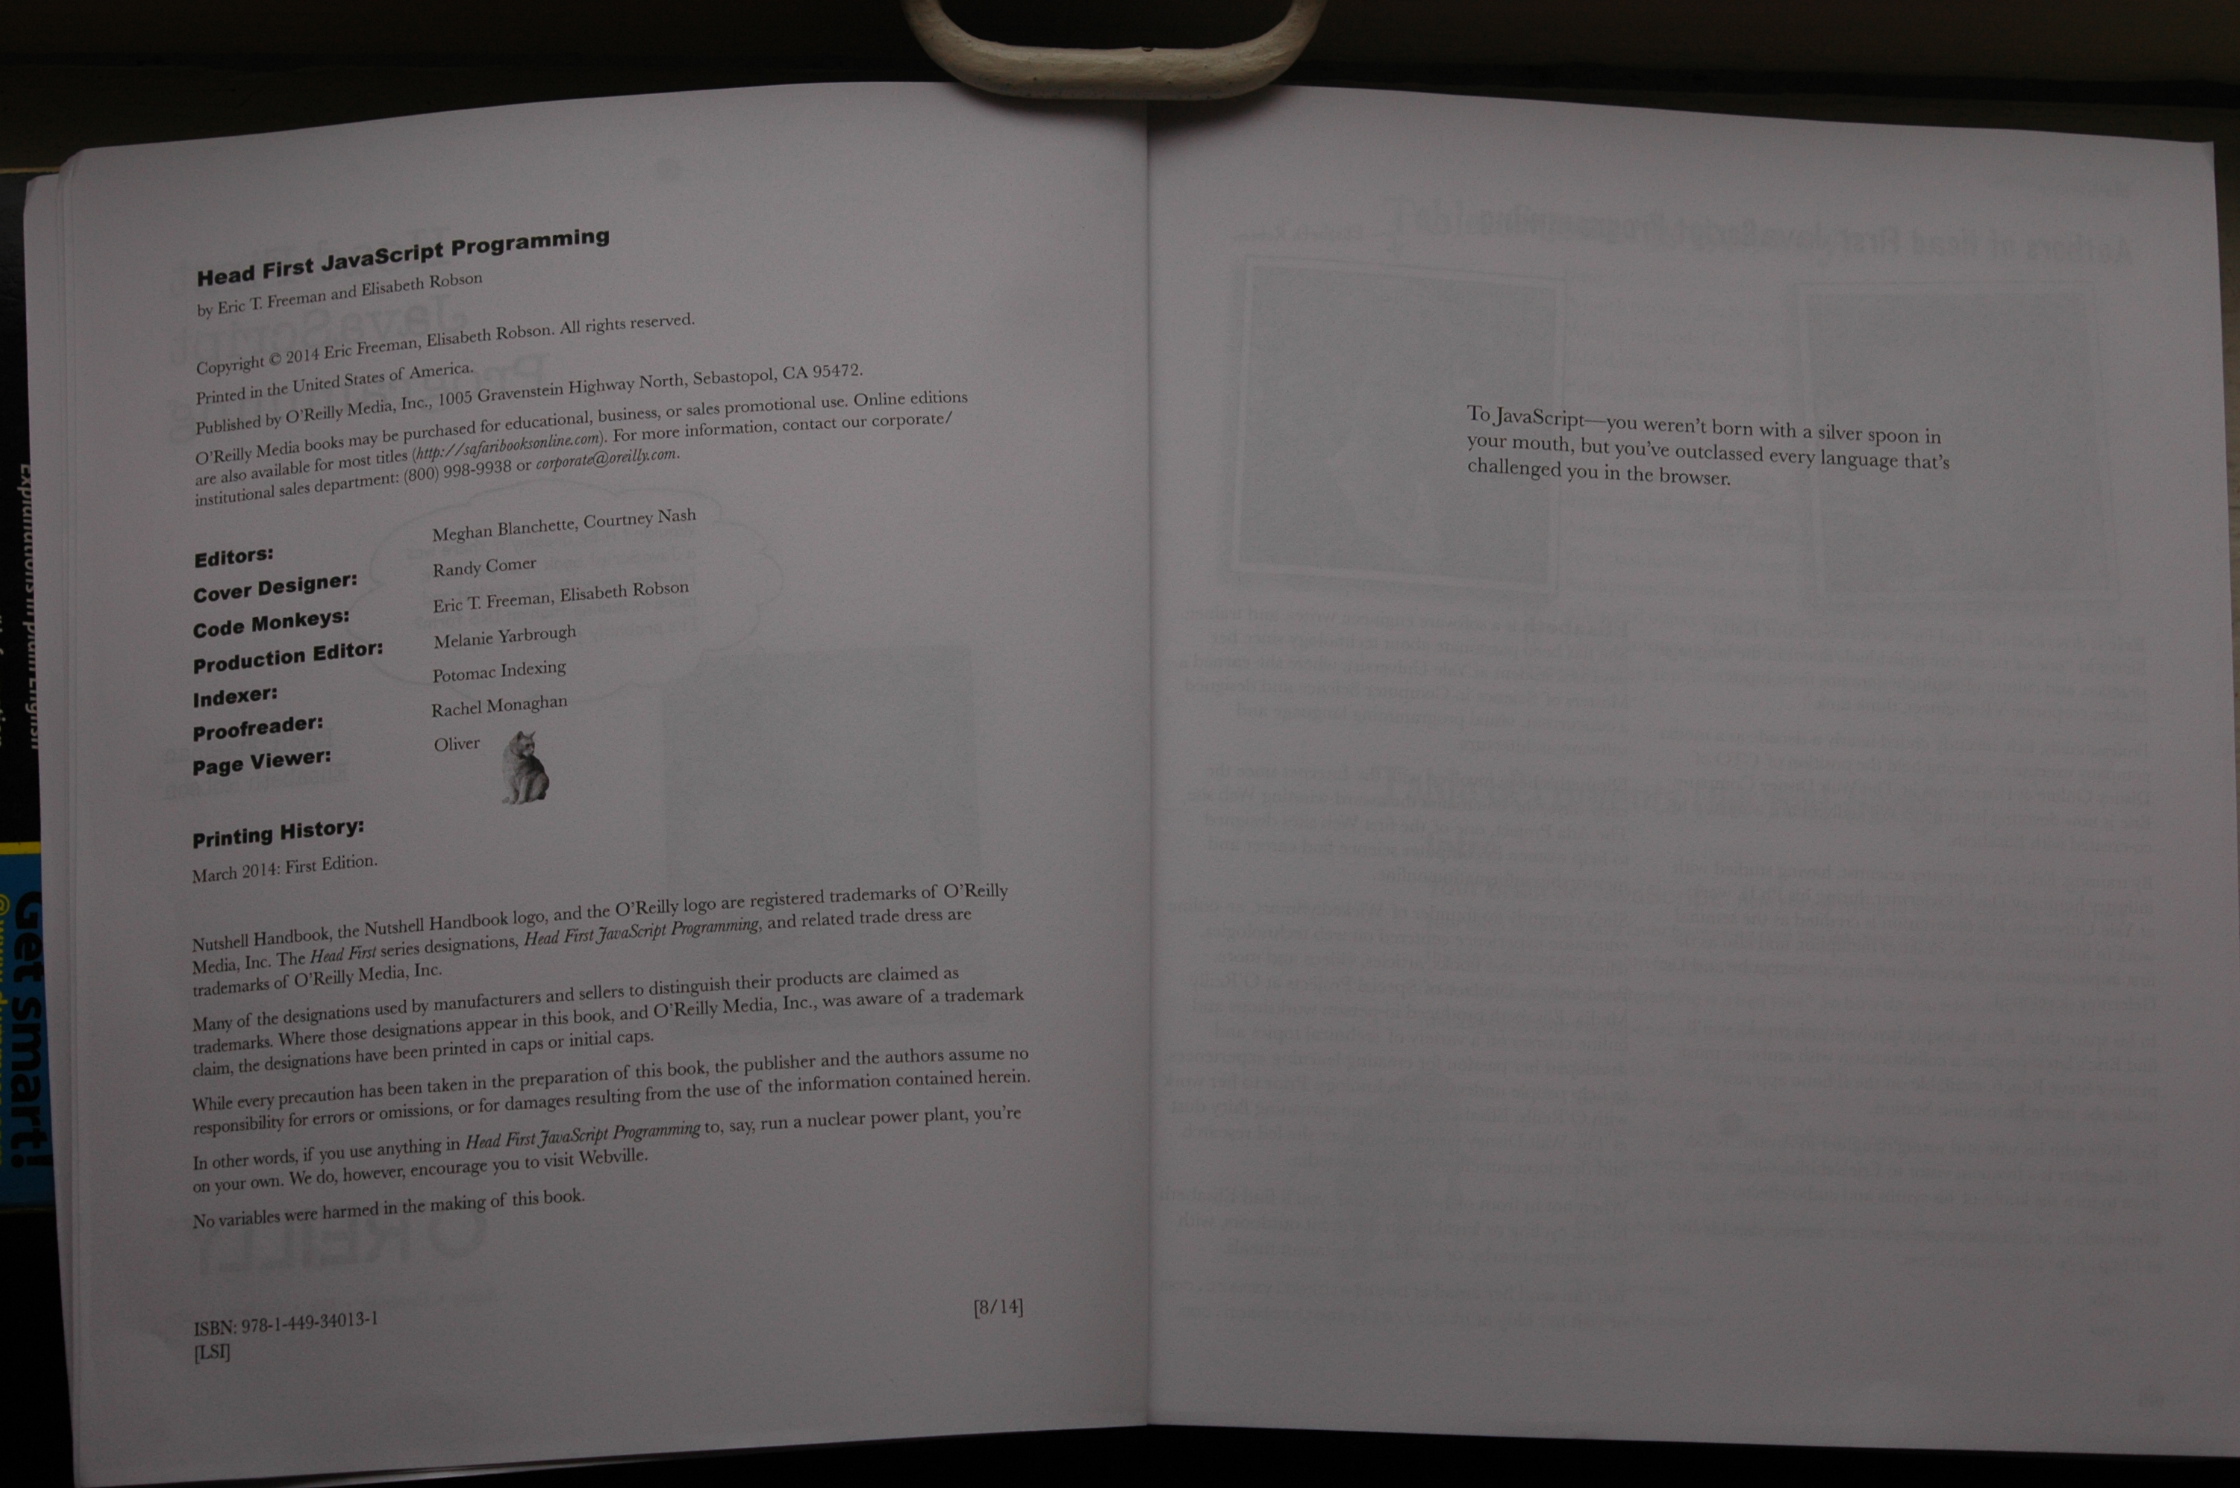 Head First JavaScript Programming
by Eric T. Freeman and Elisabeth Robson
Copyright © 2014 Eric Freeman, Elisabeth Robson. All rights reserved.
Printed in the United States of America.
Published by O'Reilly Media, Inc., 1005 Gravenstein Highway North, Sebastopol, CA 95472.
O'Reilly Media books may be purchased for educational, business, or sales promotional use. Online editions
are also available for most titles (http://safaribooksonline.com). For more information, contact our corporate/
institutional sales department: (800) 998-9938 or corporate@oreilly.com.
Editors: Meghan Blanchette, Courtney Nash
Cover Designer: Randy Comer
Code Monkeys: Eric T. Freeman, Elisabeth Robson
Production Editor: Melanie Yarbrough
Indexer: Potomac Indexing
Proofreader: Rachel Monaghan
Page Viewer: Oliver
Printing History:
March 2014: First Edition.
Nutshell Handbook, the Nutshell Handbook logo, and the O'Reilly logo are registered trademarks of O'Reilly
Media, Inc. The Head First series designations, Head First JavaScript Programming, and related trade dress are
trademarks of O'Reilly Media, Inc.
Many of the designations used by manufacturers and sellers to distinguish their products are claimed as
trademarks. Where those designations appear in this book, and O'Reilly Media, Inc., was aware of a trademark
claim, the designations have been printed in caps or initial caps.
While every precaution has been taken in the preparation of this book, the publisher and the authors assume no
responsibility for errors or omissions, or for damages resulting from the use of the information contained herein.
In other words, if you use anything in Head First JavaScript Programming to, say, run a nuclear power plant, you're
on your own. We do, however, encourage you to visit Webville.
No variables were harmed in the making of this book.
ISBN: 978-1-449-34013-1
[LSI]
[8/14]
To JavaScript—you weren't born with a silver spoon in
your mouth, but you've outclassed every language that's
challenged you in the browser.
Explanations in plain English
Get smart!